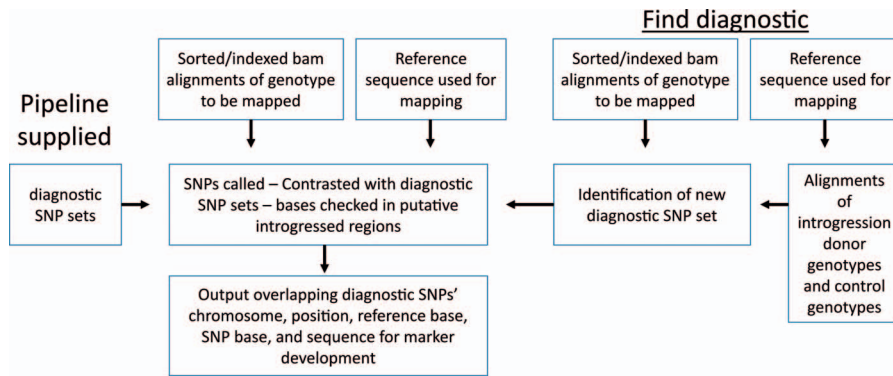 Find diagnostic
Sorted/indexed bam
alignments of genotype
to be mapped
Reference
sequence used for
mapping
Sorted/indexed bam
alignments of genotype
to be mapped
Reference
sequence used for
mapping
Pipeline
supplied
diagnostic
SNP sets
SNPs called – Contrasted with diagnostic
SNP sets – bases checked in putative
introgressed regions
Identification of new
diagnostic SNP set
Alignments
of
introgression
donor
genotypes
and control
genotypes
Output overlapping diagnostic SNPs’
chromosome, position, reference base,
SNP base, and sequence for marker
development